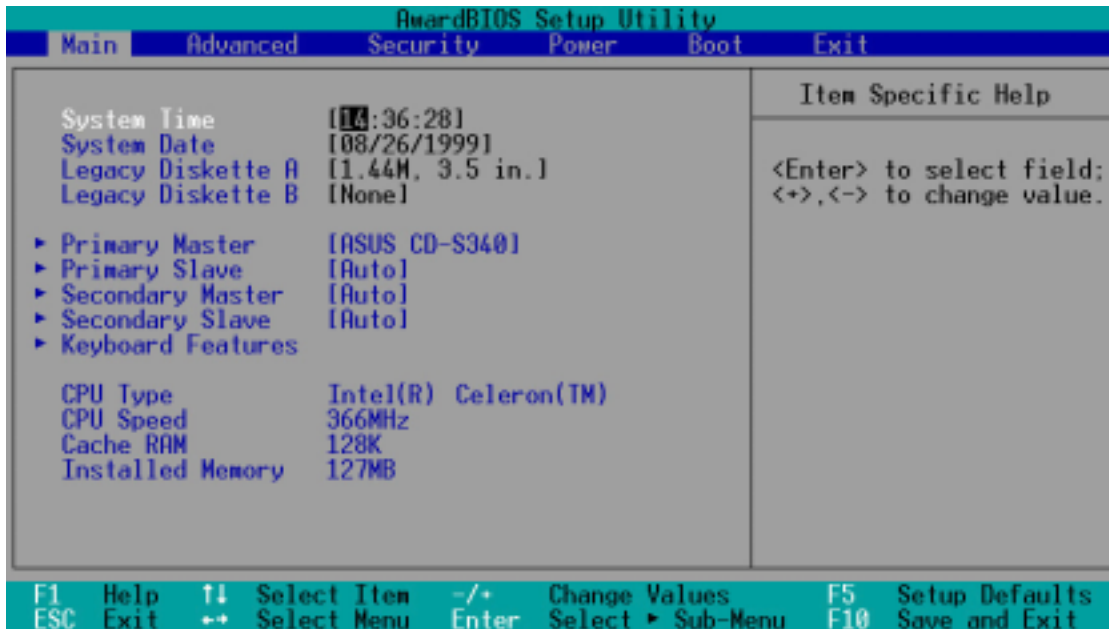 AwardBIOS Setup Utility
Main Advanced Security Power Boot Exit
System Time [14:36:28]
System Date [08/26/1999]
Legacy Diskette A [1.44M, 3.5 in.]
Legacy Diskette B [None]
▸ Primary Master [ASUS CD-S340]
▸ Primary Slave [Auto]
▸ Secondary Master [Auto]
▸ Secondary Slave [Auto]
▸ Keyboard Features
CPU Type Intel(R) Celeron(TM)
CPU Speed 366MHz
Cache RAM 128K
Installed Memory 127MB
Item Specific Help
<Enter> to select field;
<+>,<-> to change value.
F1 Help ↑↓ Select Item -/+ Change Values F5 Setup Defaults
ESC Exit ←→ Select Menu Enter Select ▸ Sub-Menu F10 Save and Exit